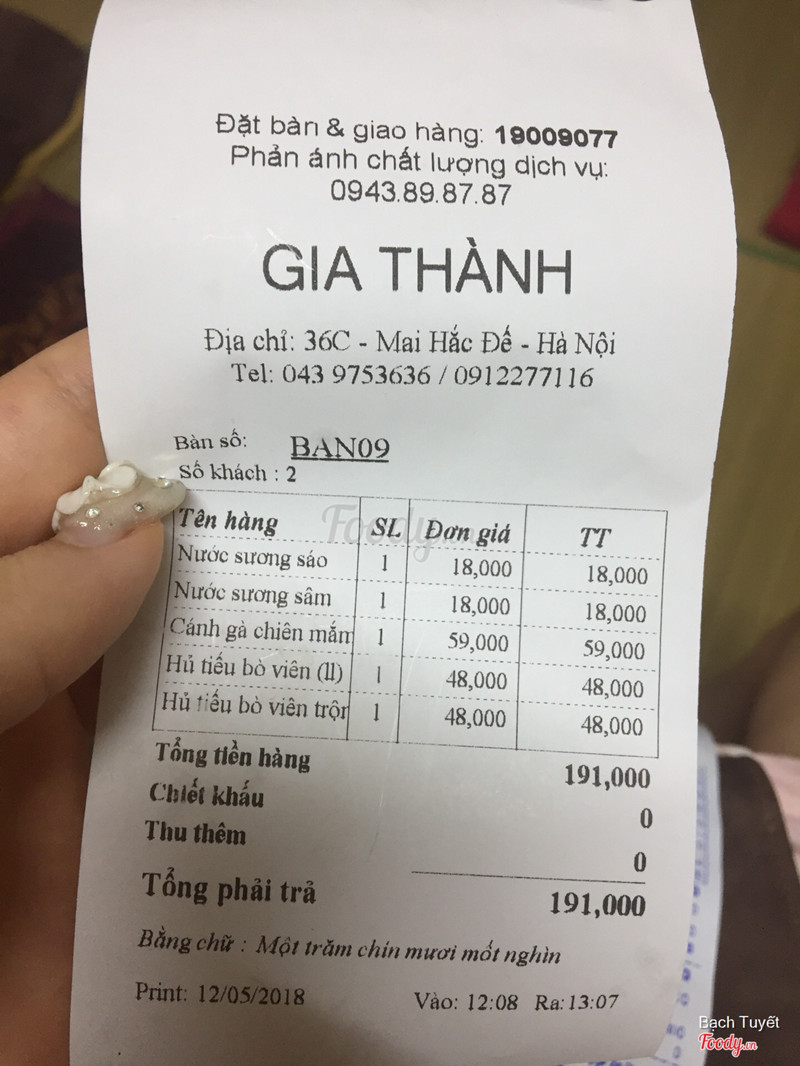 Đặt bàn & giao hàng: 19009077
Phản ánh chất lượng dịch vụ:
0943.89.87.87
GIA THÀNH
Địa chỉ: 36C - Mai Hắc Đế - Hà Nội
Tel: 043 9753636 / 0912277116
Bàn số: BAN09
Số khách : 2
Tên hàng SL Đơn giá TT
Nước sương sáo 1 18,000 18,000
Nước sương sâm 1 18,000 18,000
Cánh gà chiên mắm 1 59,000 59,000
Hủ tiếu bò viên (ll) 1 48,000 48,000
Hủ tiếu bò viên trộn 1 48,000 48,000
Tổng tiền hàng 191,000
Chiết khấu 0
Thu thêm 0
Tổng phải trả 191,000
Bằng chữ : Một trăm chín mươi mốt nghìn
Print: 12/05/2018 Vào: 12:08 Ra: 13:07
Foody.vn
Bạch Tuyết
Foody.vn